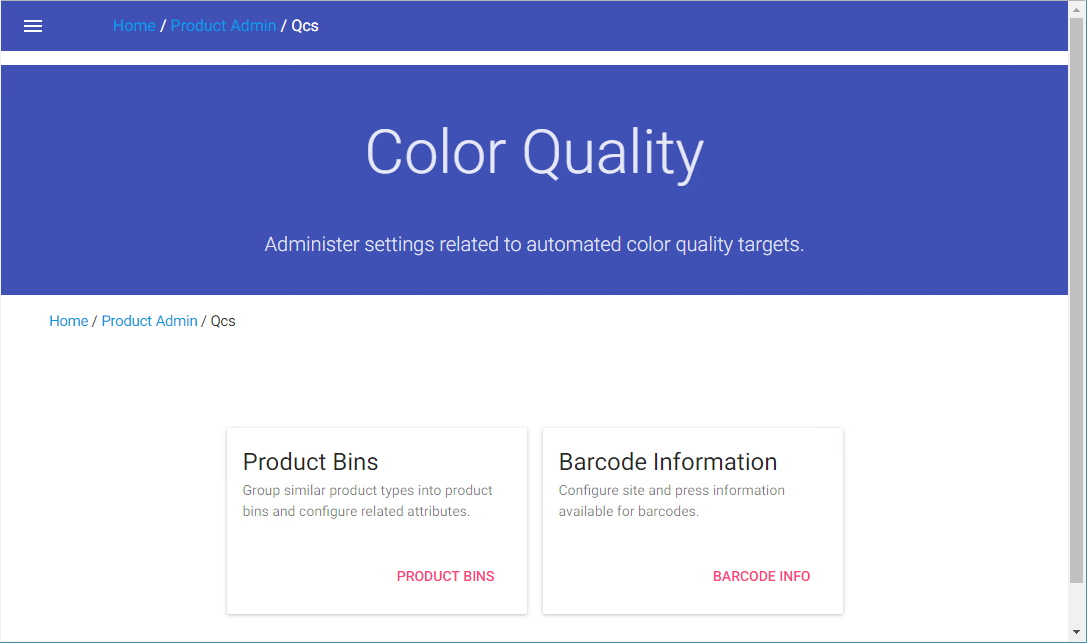 Home / Product Admin / Qcs
Color Quality
Administer settings related to automated color quality targets.
Home / Product Admin / Qcs
Product Bins
Group similar product types into product
bins and configure related attributes.
PRODUCT BINS
Barcode Information
Configure site and press information
available for barcodes.
BARCODE INFO